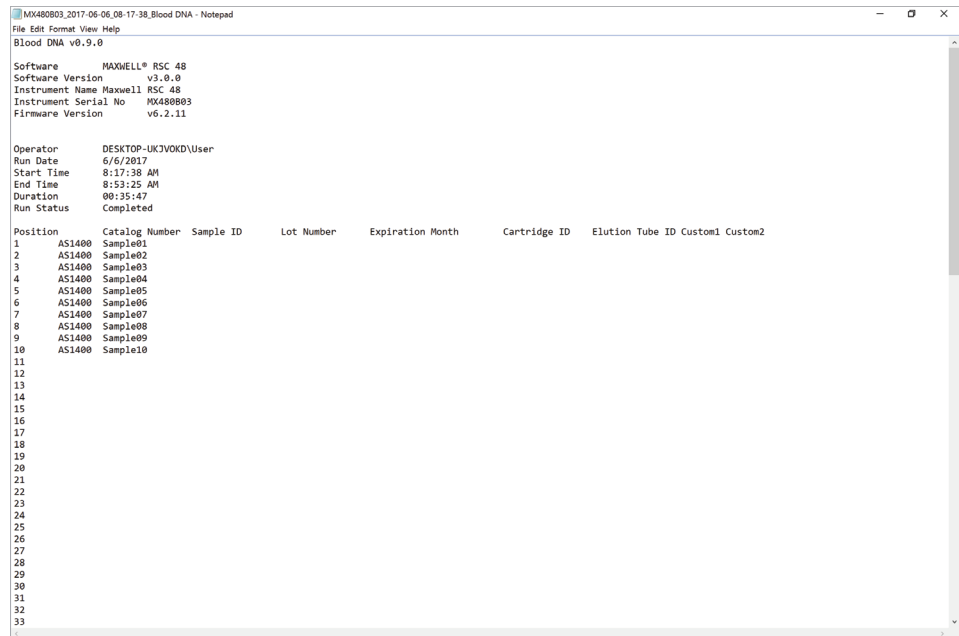 MX480B03_2017-06-06_08-17-38_Blood DNA - Notepad
File Edit Format View Help
Blood DNA v0.9.0
Software MAXWELL® RSC 48
Software Version v3.0.0
Instrument Name Maxwell RSC 48
Instrument Serial No MX480B03
Firmware Version v6.2.11
Operator DESKTOP-UKJVOKD\User
Run Date 6/6/2017
Start Time 8:17:38 AM
End Time 8:53:25 AM
Duration 00:35:47
Run Status Completed
Position Catalog Number Sample ID Lot Number Expiration Month Cartridge ID Elution Tube ID Custom1 Custom2
1 AS1400 Sample01
2 AS1400 Sample02
3 AS1400 Sample03
4 AS1400 Sample04
5 AS1400 Sample05
6 AS1400 Sample06
7 AS1400 Sample07
8 AS1400 Sample08
9 AS1400 Sample09
10 AS1400 Sample10
11
12
13
14
15
16
17
18
19
20
21
22
23
24
25
26
27
28
29
30
31
32
33